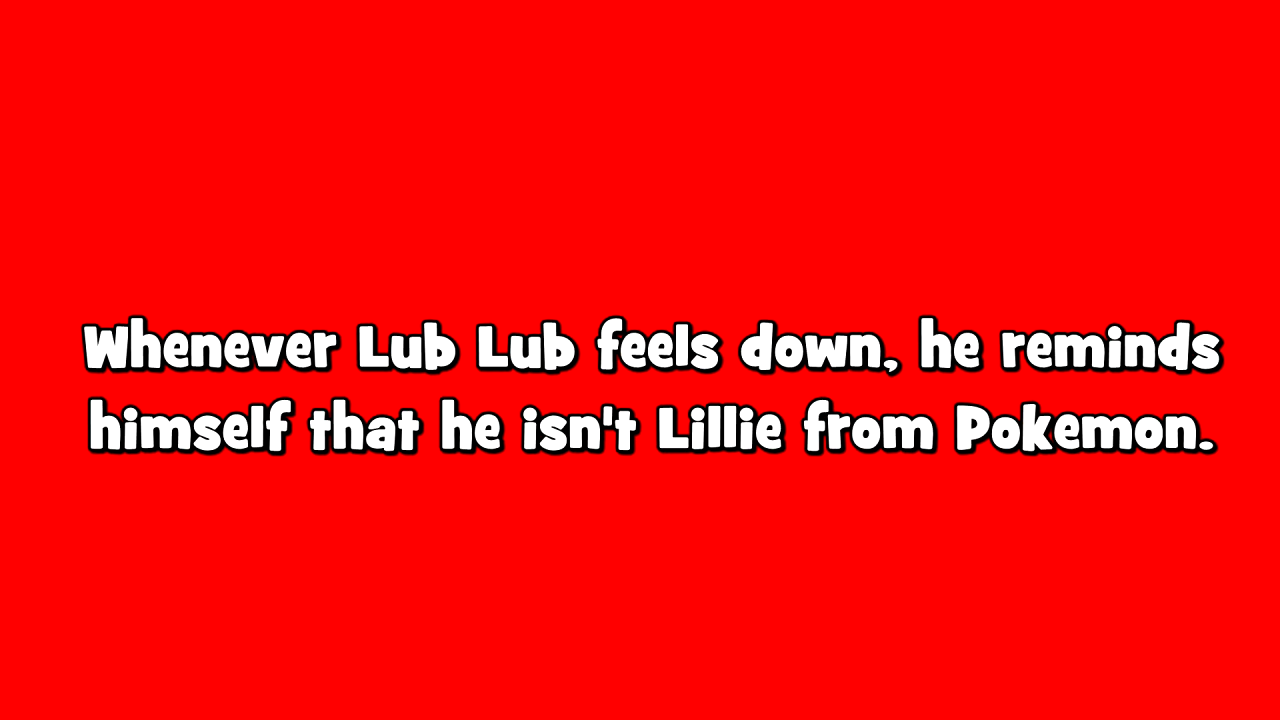 Whenever Lub Lub feels down, he reminds
himself that he isn't Lillie from Pokemon.